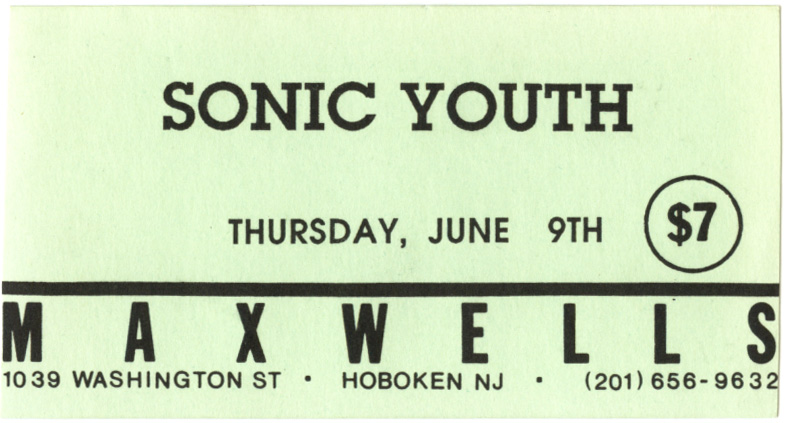 SONIC YOUTH
THURSDAY, JUNE 9TH
$7
MAXWELLS
1039 WASHINGTON ST • HOBOKEN NJ • (201) 656-9632